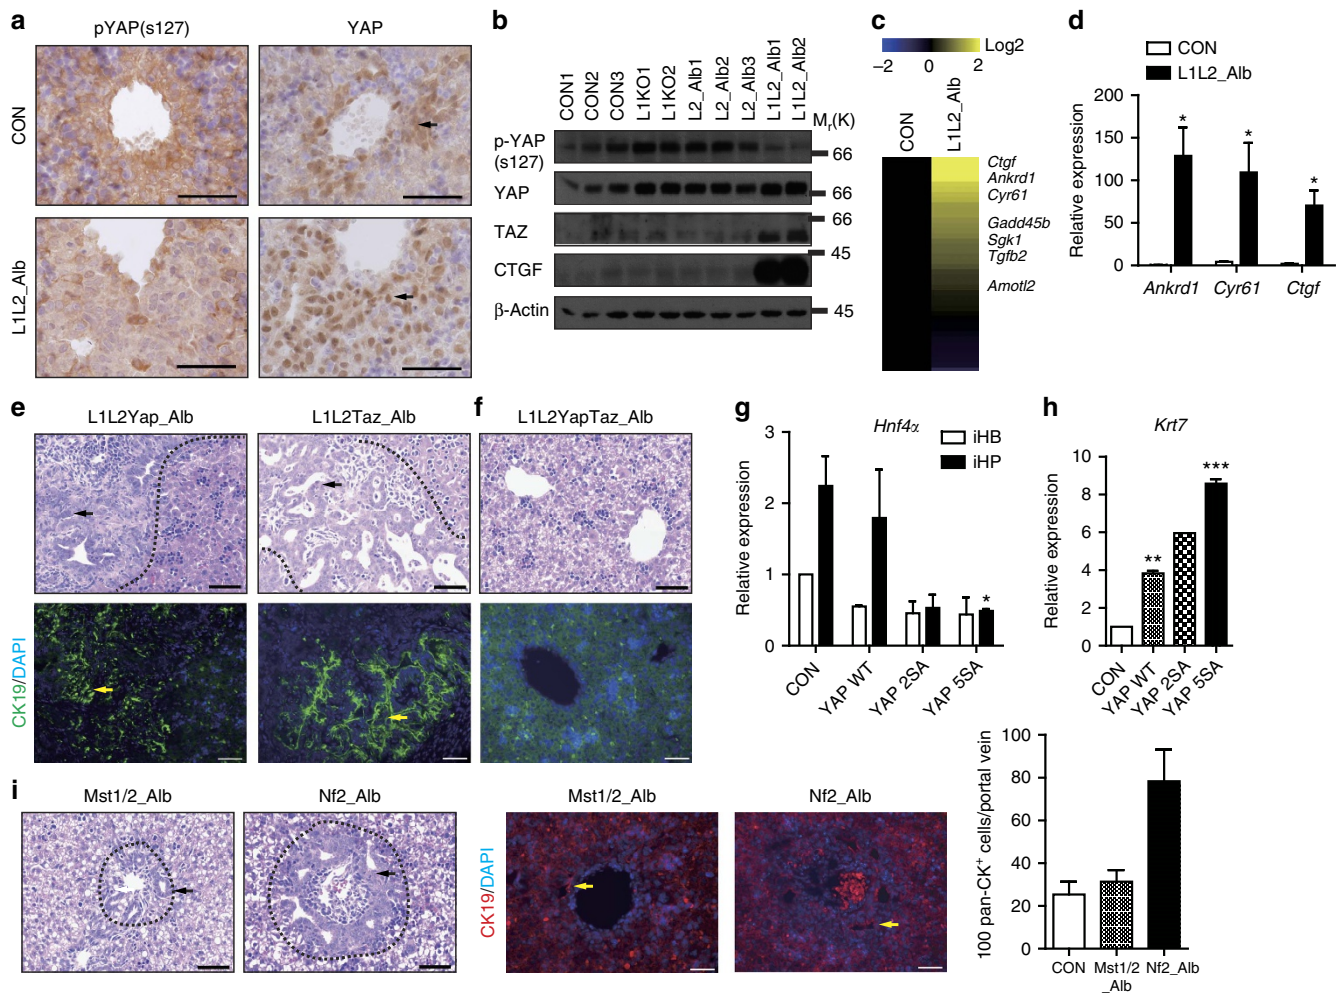 a
pYAP(s127)
YAP
CON
L1L2_Alb
b
CON1
CON2
CON3
L1KO1
L1KO2
L2_Alb1
L2_Alb2
L2_Alb3
L1L2_Alb1
L1L2_Alb2
Mr(K)
p-YAP
(s127)
66
YAP
66
TAZ
66
45
CTGF
β-Actin
45
c
Log2
−2
0
2
CON
L1L2_Alb
Ctgf
Ankrd1
Cyr61
Gadd45b
Sgk1
Tgfb2
Amotl2
d
CON
L1L2_Alb
Relative expression
200
150
100
50
0
*
*
*
Ankrd1
Cyr61
Ctgf
e
L1L2Yap_Alb
L1L2Taz_Alb
CK19/DAPI
f
L1L2YapTaz_Alb
g
Hnf4α
iHB
iHP
Relative expression
3
2
1
0
*
CON
YAP WT
YAP 2SA
YAP 5SA
h
Krt7
Relative expression
10
8
6
4
2
0
**
***
CON
YAP WT
YAP 2SA
YAP 5SA
i
Mst1/2_Alb
Nf2_Alb
CK19/DAPI
Mst1/2_Alb
Nf2_Alb
100 pan-CK+ cells/portal vein
100
80
60
40
20
0
CON
Mst1/2
_Alb
Nf2_Alb